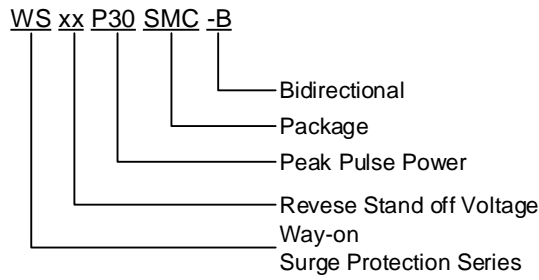 WS xx P30 SMC -B
Bidirectional
Package
Peak Pulse Power
Revese Stand off Voltage
Way-on
Surge Protection Series